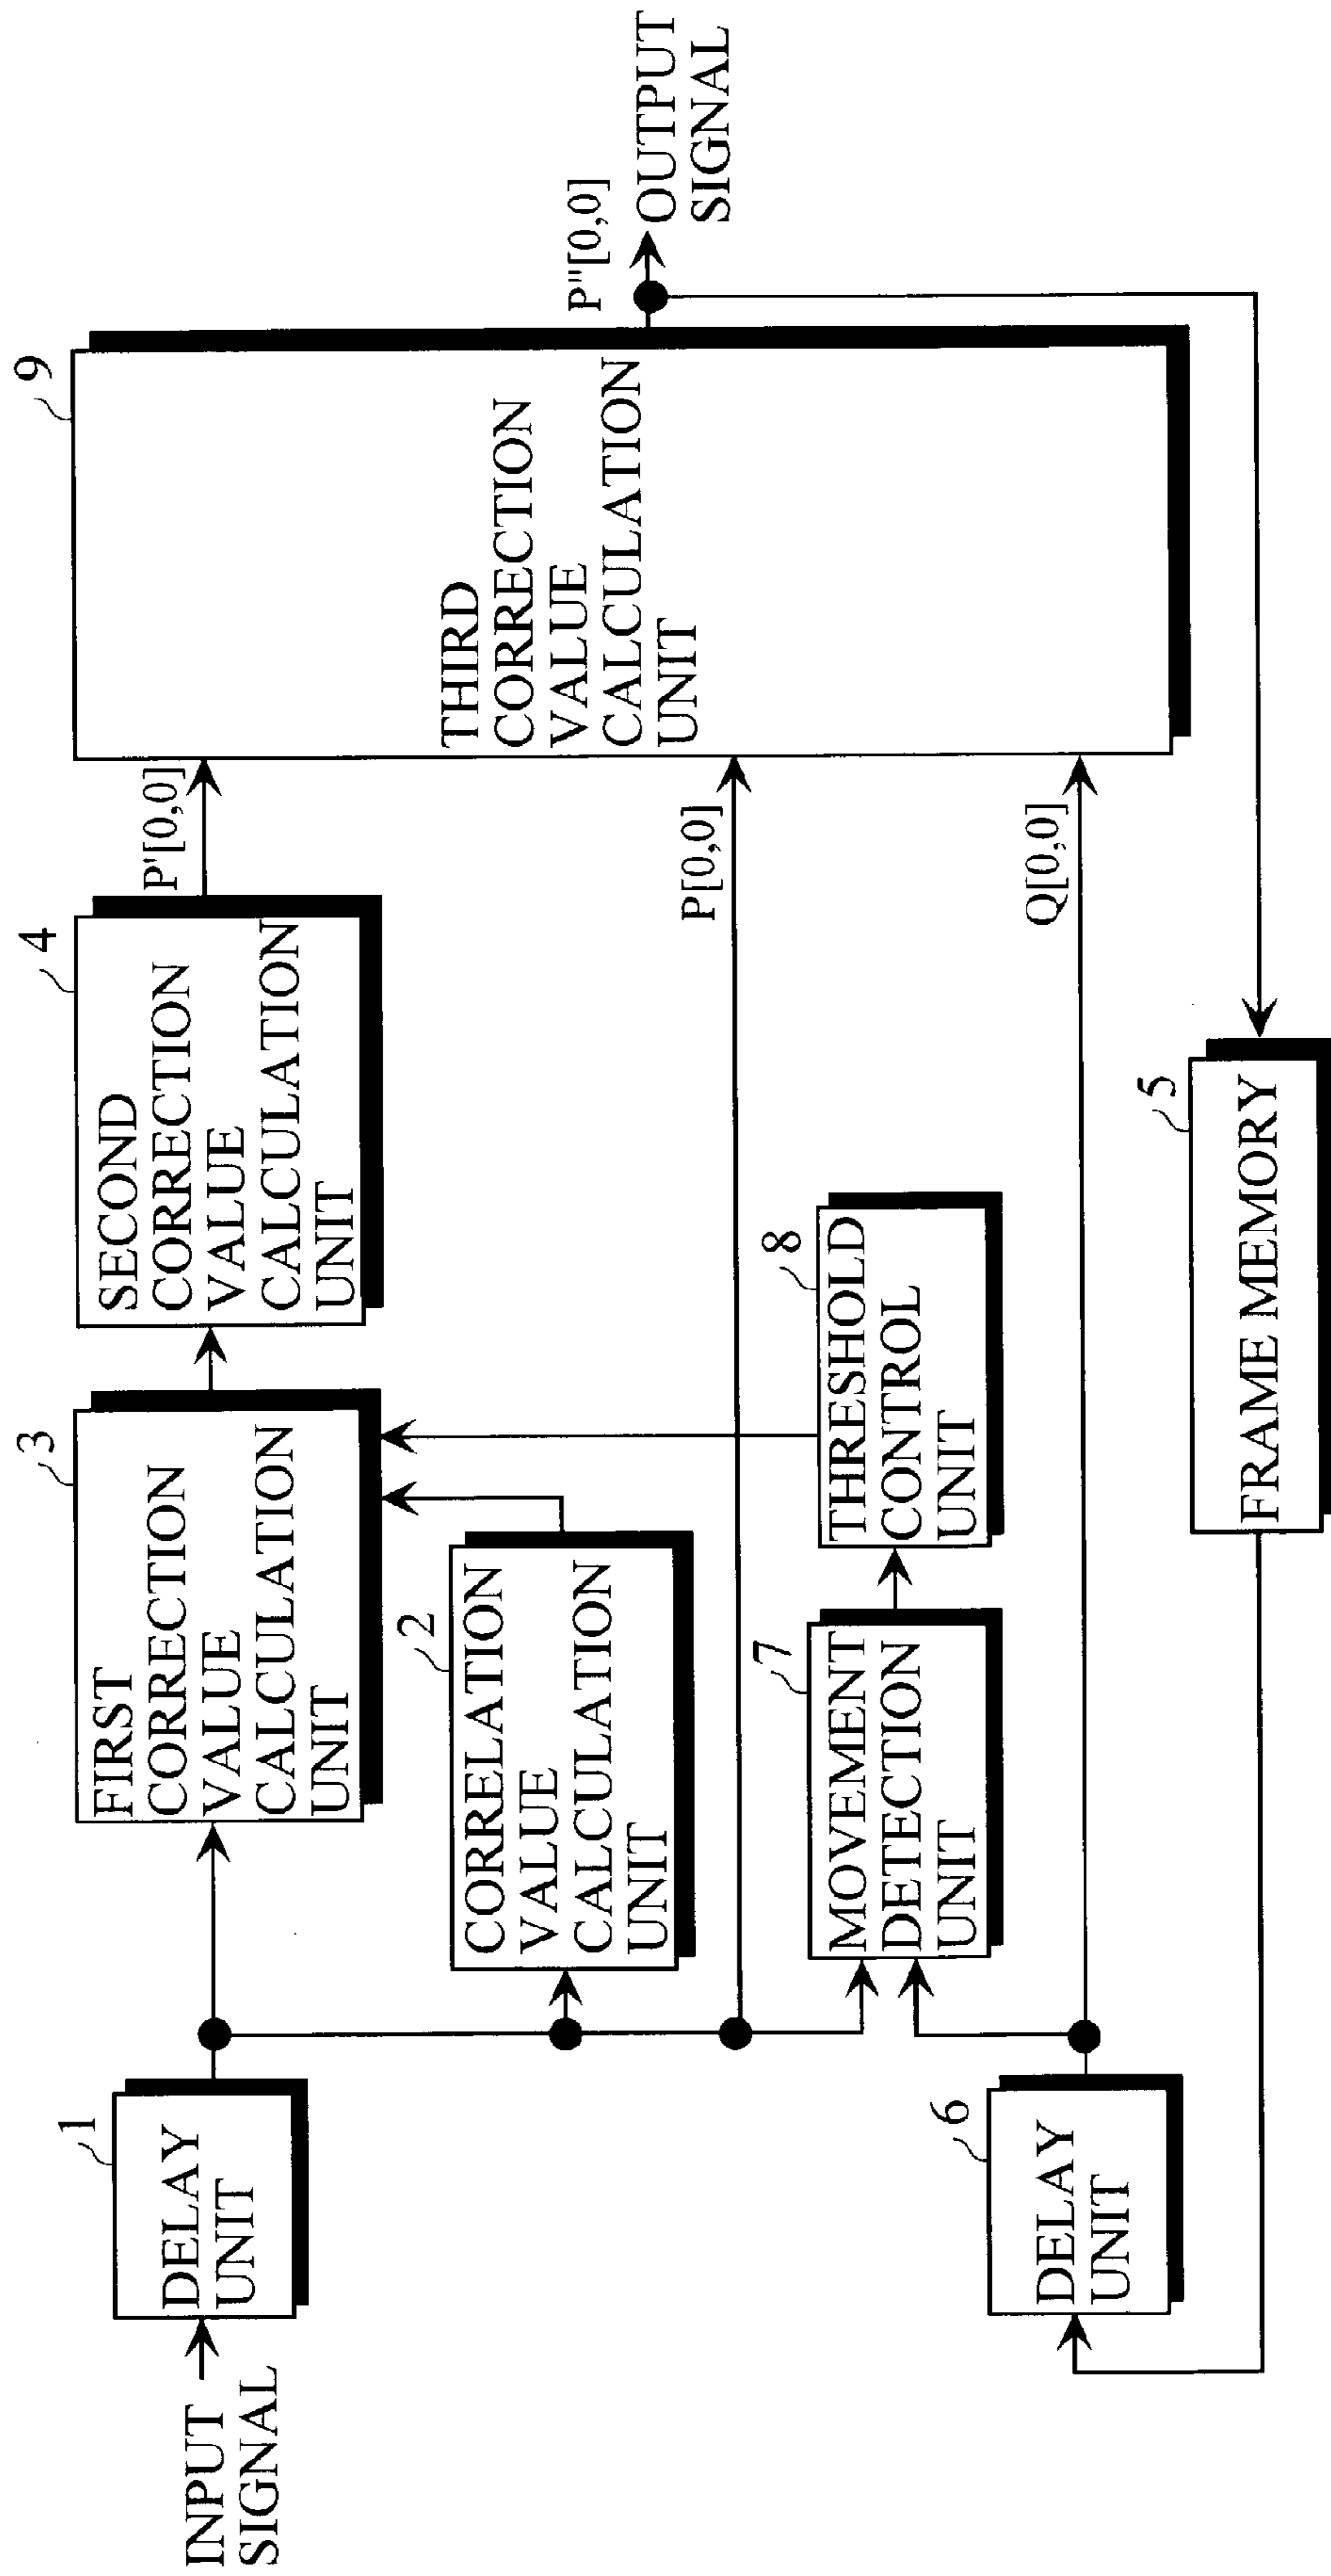 INPUT
SIGNAL
1
DELAY
UNIT
3
FIRST
CORRECTION
VALUE
CALCULATION
UNIT
4
SECOND
CORRECTION
VALUE
CALCULATION
UNIT
P'[0,0]
9
THIRD
CORRECTION
VALUE
CALCULATION
UNIT
P"[0,0]
OUTPUT
SIGNAL
2
CORRELATION
VALUE
CALCULATION
UNIT
P[0,0]
7
MOVEMENT
DETECTION
UNIT
8
THRESHOLD
CONTROL
UNIT
6
DELAY
UNIT
Q[0,0]
5
FRAME MEMORY